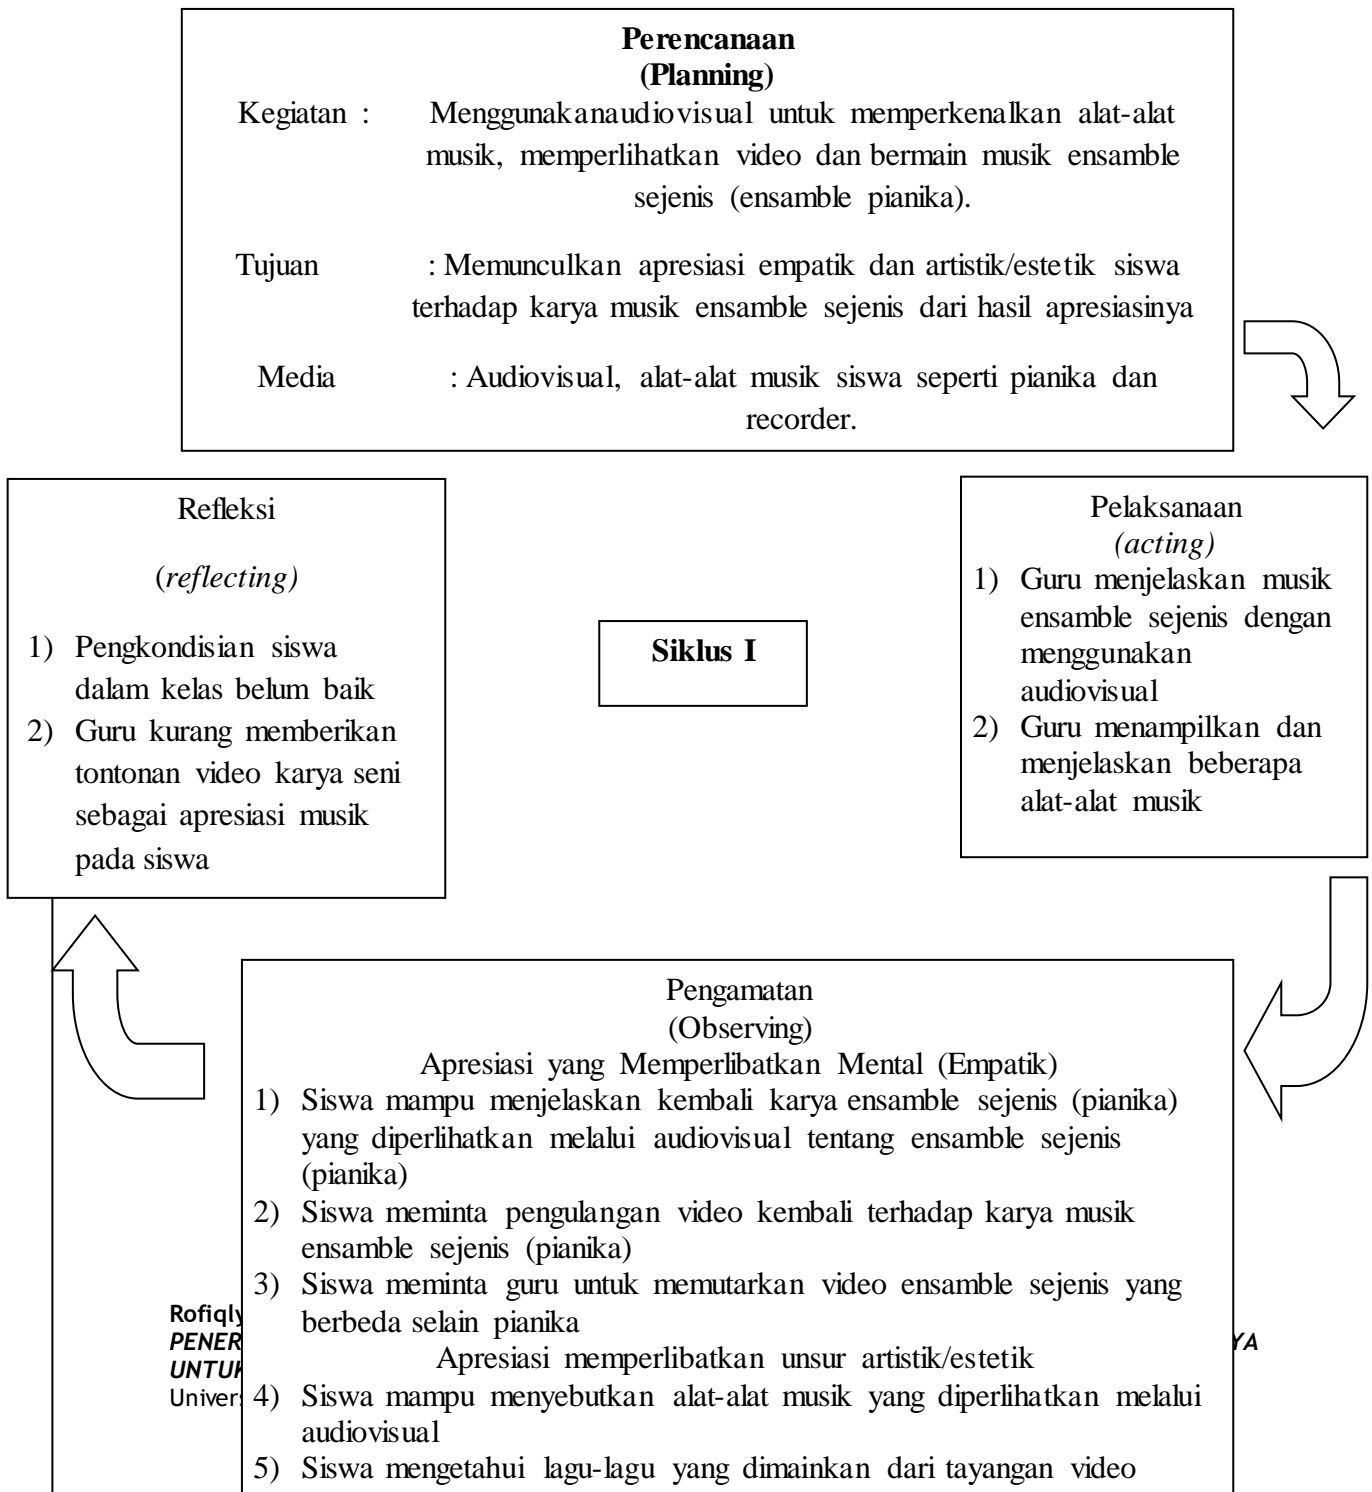 Perencanaan
(Planning)
Kegiatan : Menggunakanaudiovisual untuk memperkenalkan alat-alat
musik, memperlihatkan video dan bermain musik ensamble
sejenis (ensamble pianika).
Tujuan : Memunculkan apresiasi empatik dan artistik/estetik siswa
terhadap karya musik ensamble sejenis dari hasil apresiasinya
Media : Audiovisual, alat-alat musik siswa seperti pianika dan
recorder.
Refleksi
(reflecting)
1) Pengkondisian siswa
dalam kelas belum baik
2) Guru kurang memberikan
tontonan video karya seni
sebagai apresiasi musik
pada siswa
Siklus I
Pelaksanaan
(acting)
1) Guru menjelaskan musik
ensamble sejenis dengan
menggunakan
audiovisual
2) Guru menampilkan dan
menjelaskan beberapa
alat-alat musik
Pengamatan
(Observing)
Apresiasi yang Memperlibatkan Mental (Empatik)
1) Siswa mampu menjelaskan kembali karya ensamble sejenis (pianika)
yang diperlihatkan melalui audiovisual tentang ensamble sejenis
(pianika)
2) Siswa meminta pengulangan video kembali terhadap karya musik
ensamble sejenis (pianika)
3) Siswa meminta guru untuk memutarkan video ensamble sejenis yang
berbeda selain pianika
Apresiasi memperlibatkan unsur artistik/estetik
4) Siswa mampu menyebutkan alat-alat musik yang diperlihatkan melalui
audiovisual
5) Siswa mengetahui lagu-lagu yang dimainkan dari tayangan video
UNTUK